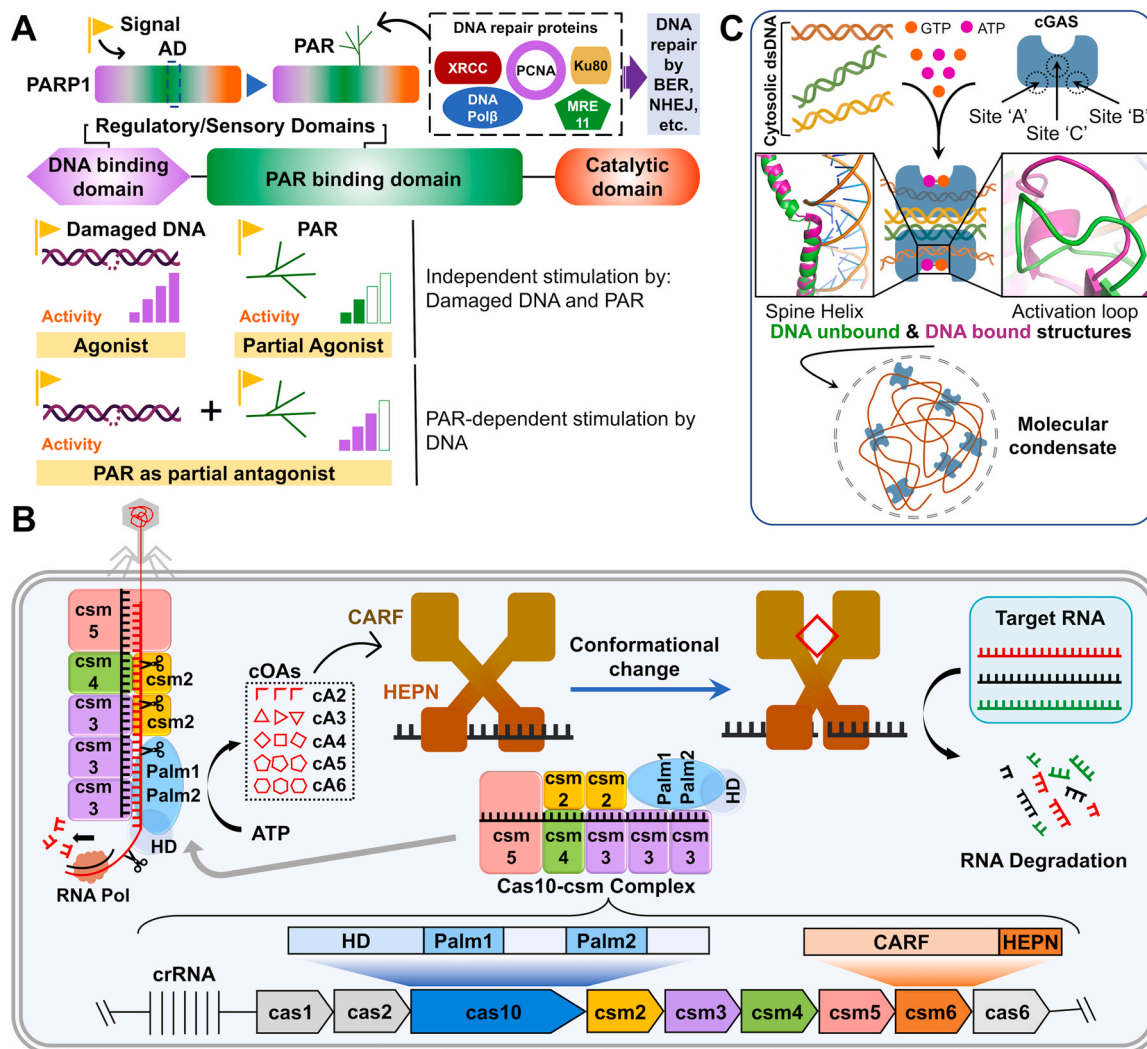 A
Signal
AD
PARP1
PAR
DNA repair proteins
XRCC
PCNA
Ku80
DNA
Polβ
MRE
11
DNA
repair
by
BER,
NHEJ,
etc.
Regulatory/Sensory Domains
DNA binding
domain
PAR binding domain
Catalytic
domain
Damaged DNA
PAR
Activity
Activity
Agonist
Partial Agonist
Independent stimulation by:
Damaged DNA and PAR
+
Activity
PAR-dependent stimulation by
DNA
PAR as partial antagonist
C
Cytosolic dsDNA
GTP
ATP
cGAS
Site ‘A’
Site ‘C’
Site ‘B’
Spine Helix
Activation loop
DNA unbound & DNA bound structures
Molecular
condensate
B
csm
5
csm
4
csm2
csm
3
csm2
csm
3
Palm1
Palm2
csm
3
HD
RNA Pol
ATP
cOAs
cA2
cA3
cA4
cA5
cA6
CARF
HEPN
Conformational
change
Target RNA
RNA Degradation
csm
2
csm
2
Palm1
Palm2
HD
csm
5
csm
4
csm
3
csm
3
csm
3
Cas10-csm Complex
HD
Palm1
Palm2
CARF
HEPN
crRNA
cas1
cas2
cas10
csm2
csm3
csm4
csm5
csm6
cas6